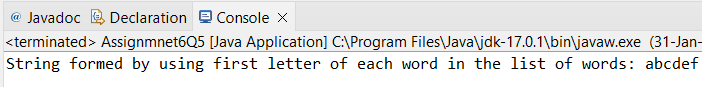 @ Javadoc Declaration Console ×
<terminated> Assignmnet6Q5 [Java Application] C:\Program Files\Java\jdk-17.0.1\bin\javaw.exe (31-Jan-
String formed by using first letter of each word in the list of words: abcdef